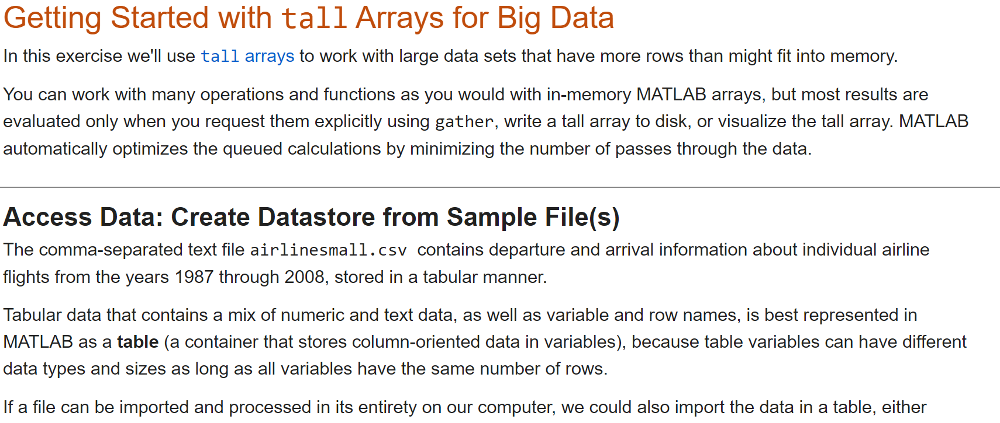 Getting Started with tall Arrays for Big Data
In this exercise we'll use tall arrays to work with large data sets that have more rows than might fit into memory.
You can work with many operations and functions as you would with in-memory MATLAB arrays, but most results are
evaluated only when you request them explicitly using gather, write a tall array to disk, or visualize the tall array. MATLAB
automatically optimizes the queued calculations by minimizing the number of passes through the data.
Access Data: Create Datastore from Sample File(s)
The comma-separated text file airlinesmall.csv contains departure and arrival information about individual airline
flights from the years 1987 through 2008, stored in a tabular manner.
Tabular data that contains a mix of numeric and text data, as well as variable and row names, is best represented in
MATLAB as a table (a container that stores column-oriented data in variables), because table variables can have different
data types and sizes as long as all variables have the same number of rows.
If a file can be imported and processed in its entirety on our computer, we could also import the data in a table, either